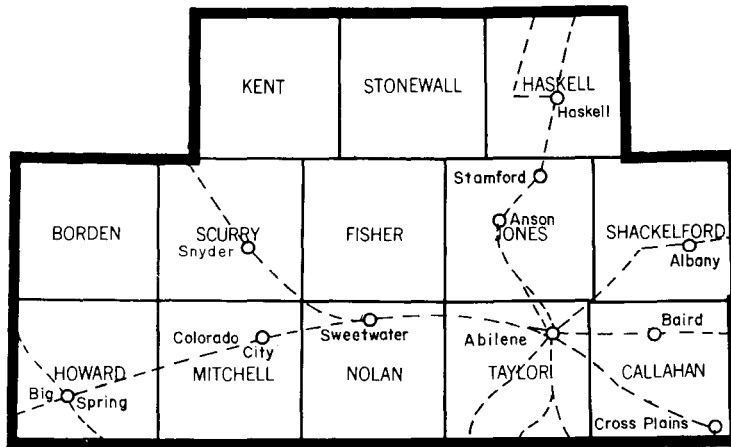 KENT
STONEWALL
HASKELL
Haskell
Stamford
BORDEN
SCURRY
Snyder
FISHER
Anson
JONES
SHACKELFORD
Albany
HOWARD
Big Spring
Colorado
City
MITCHELL
Sweetwater
NOLAN
Abilene
TAYLOR
Baird
CALLAHAN
Cross Plains